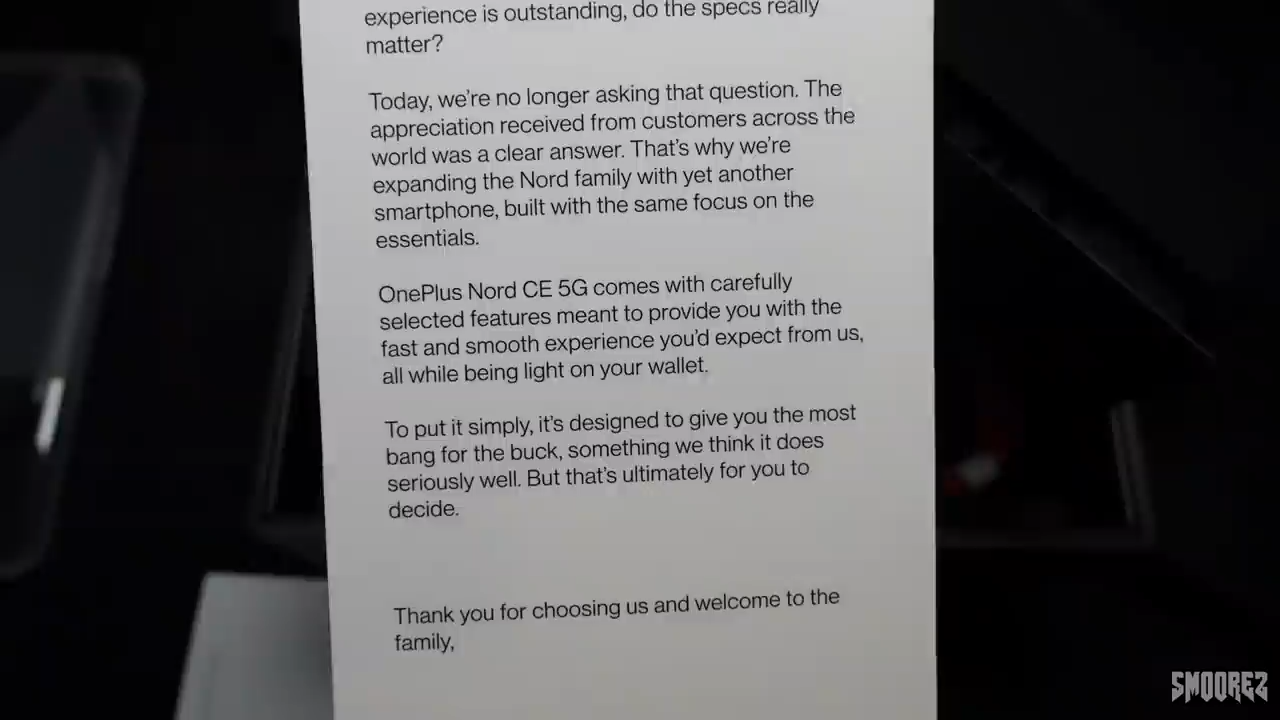 experience is outstanding, do the specs really
matter?
Today, we're no longer asking that question. The
appreciation received from customers across the
world was a clear answer. That's why we're
expanding the Nord family with yet another
smartphone, built with the same focus on the
essentials.
OnePlus Nord CE 5G comes with carefully
selected features meant to provide you with the
fast and smooth experience you'd expect from us,
all while being light on your wallet.
To put it simply, it's designed to give you the most
bang for the buck, something we think it does
seriously well. But that's ultimately for you to
decide.
Thank you for choosing us and welcome to the
family,
SMOOREZ